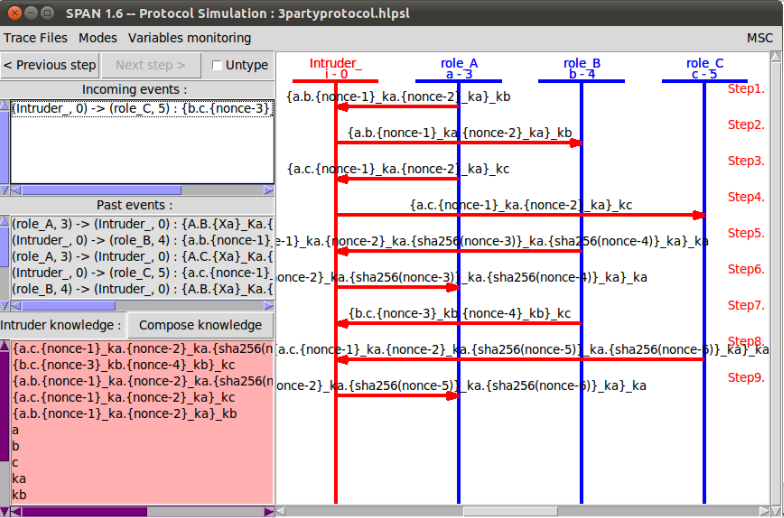 SPAN 1.6 -- Protocol Simulation : 3partyprotocol.hlpsl
Trace Files Modes Variables monitoring MSC
< Previous step Next step > Untype
Incoming events :
(Intruder_, 0) -> (role_C, 5) : {b.c.{nonce-3}_
Past events :
(role_A, 3) -> (Intruder_, 0) : {A.B.{Xa}_Ka.{
(Intruder_, 0) -> (role_B, 4) : {a.b.{nonce-1}_
(role_A, 3) -> (Intruder_, 0) : {A.C.{Xa}_Ka.{
(Intruder_, 0) -> (role_C, 5) : {a.c.{nonce-1}_
(role_B, 4) -> (Intruder_, 0) : {A.B.{Xa}_Ka.{
Intruder knowledge : Compose knowledge
{a.c.{nonce-1}_ka.{nonce-2}_ka.{sha256(n
{b.c.{nonce-3}_kb.{nonce-4}_kb}_kc
{a.b.{nonce-1}_ka.{nonce-2}_ka.{sha256(n
{a.c.{nonce-1}_ka.{nonce-2}_ka}_kc
{a.b.{nonce-1}_ka.{nonce-2}_ka}_kb
a
b
c
ka
kb
Intruder_ role_A role_B role_C
i - 0 a - 3 b - 4 c - 5
Step1.
{a.b.{nonce-1}_ka.{nonce-2}_ka}_kb
Step2.
{a.b.{nonce-1}_ka.{nonce-2}_ka}_kb
Step3.
{a.c.{nonce-1}_ka.{nonce-2}_ka}_kc
Step4.
{a.c.{nonce-1}_ka.{nonce-2}_ka}_kc
Step5.
e-1}_ka.{nonce-2}_ka.{sha256(nonce-3)}_ka.{sha256(nonce-4)}_ka}_ka
Step6.
nonce-2}_ka.{sha256(nonce-3)}_ka.{sha256(nonce-4)}_ka}_ka
Step7.
{b.c.{nonce-3}_kb.{nonce-4}_kb}_kc
Step8.
{a.c.{nonce-1}_ka.{nonce-2}_ka.{sha256(nonce-5)}_ka.{sha256(nonce-6)}_ka}_ka
Step9.
nonce-2}_ka.{sha256(nonce-5)}_ka.{sha256(nonce-6)}_ka}_ka